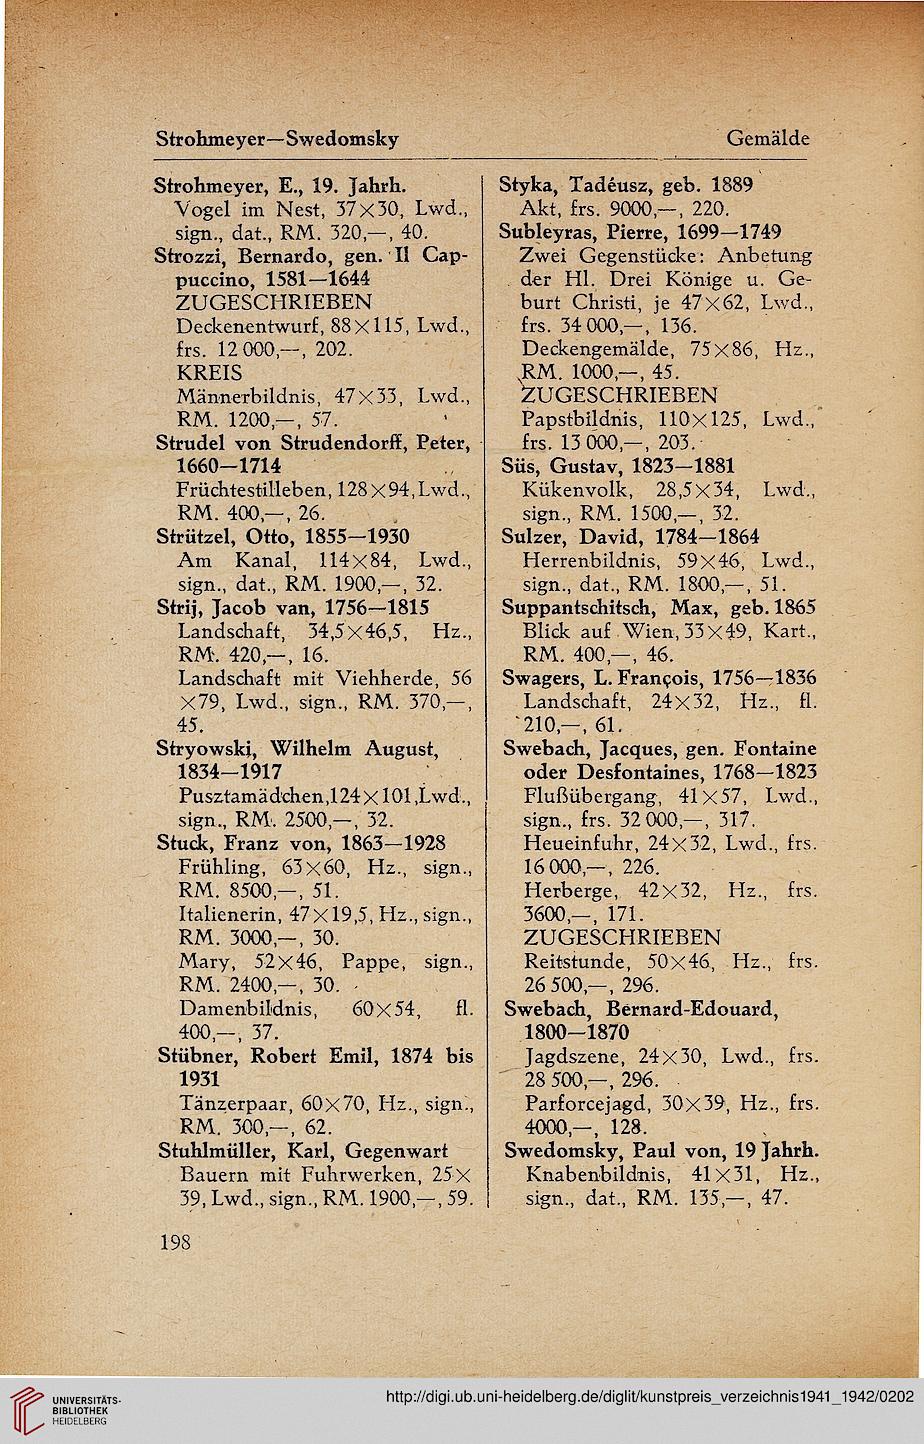 Strohmeyer—Swedomsky Gemälde
Strohmeyer, E., 19. Jahrh.
Vogel im Nest, 37×30, Lwd.,
sign., dat., RM. 320,—, 40.
Strozzi, Bernardo, gen. Il Cap-
puccino, 1581—1644
ZUGESCHRIEBEN
Deckenentwurf, 88×115, Lwd.,
frs. 12 000,—, 202.
KREIS
Männerbildnis, 47×33, Lwd.,
RM. 1200,—, 57.
Strudel von Strudendorff, Peter,
1660—1714
Früchtestilleben, 128×94, Lwd.,
RM. 400,—, 26.
Strützel, Otto, 1855—1930
Am Kanal, 114×84, Lwd.,
sign., dat., RM. 1900,—, 32.
Strij, Jacob van, 1756—1815
Landschaft, 34,5×46,5, Hz.,
RM. 420,—, 16.
Landschaft mit Viehherde, 56
×79, Lwd., sign., RM. 370,—,
45.
Stryowski, Wilhelm August,
1834—1917
Pusztamädchen, 124×101, Lwd.,
sign., RM. 2500,—, 32.
Stuck, Franz von, 1863—1928
Frühling, 63×60, Hz., sign.,
RM. 8500,—, 51.
Italienerin, 47×19,5, Hz., sign.,
RM. 3000,—, 30.
Mary, 52×46, Pappe, sign.,
RM. 2400,—, 30.
Damenbildnis, 60×54, fl.
400,—, 37.
Stübner, Robert Emil, 1874 bis
1931
Tänzerpaar, 60×70, Hz., sign.,
RM. 300,—, 62.
Stuhlmüller, Karl, Gegenwart
Bauern mit Fuhrwerken, 25×
39, Lwd., sign., RM. 1900,—, 59.
Styka, Tadéusz, geb. 1889
Akt, frs. 9000,—, 220.
Subleyras, Pierre, 1699—1749
Zwei Gegenstücke: Anbetung
der Hl. Drei Könige u. Ge-
burt Christi, je 47×62, Lwd.,
frs. 34 000,—, 136.
Deckengemälde, 75×86, Hz.,
RM. 1000,—, 45.
ZUGESCHRIEBEN
Papstbildnis, 110×125, Lwd.,
frs. 13 000,—, 203.
Süs, Gustav, 1823—1881
Kükenvolk, 28,5×34, Lwd.,
sign., RM. 1500,—, 32.
Sulzer, David, 1784—1864
Herrenbildnis, 59×46, Lwd.,
sign., dat., RM. 1800,—, 51.
Suppantschitsch, Max, geb. 1865
Blick auf Wien, 33×49, Kart.,
RM. 400,—, 46.
Swagers, L. François, 1756—1836
Landschaft, 24×32, Hz., fl.
210,—, 61.
Swebach, Jacques, gen. Fontaine
oder Desfontaines, 1768—1823
Flußübergang, 41×57, Lwd.,
sign., frs. 32 000,—, 317.
Heueinfuhr, 24×32, Lwd., frs.
16 000,—, 226.
Herberge, 42×32, Hz., frs.
3600,—, 171.
ZUGESCHRIEBEN
Reitstunde, 50×46, Hz., frs.
26 500,—, 296.
Swebach, Bernard-Edouard,
1800—1870
Jagdszene, 24×30, Lwd., frs.
28 500,—, 296.
Parforcejagd, 30×39, Hz., frs.
4000,—, 128.
Swedomsky, Paul von, 19 Jahrh.
Knabenbildnis, 41×31, Hz.,
sign., dat., RM. 135,—, 47.
198
UNIVERSITÄTS-
BIBLIOTHEK
HEIDELBERG
http://digi.ub.uni-heidelberg.de/diglit/kunstpreis_verzeichnis1941_1942/0202